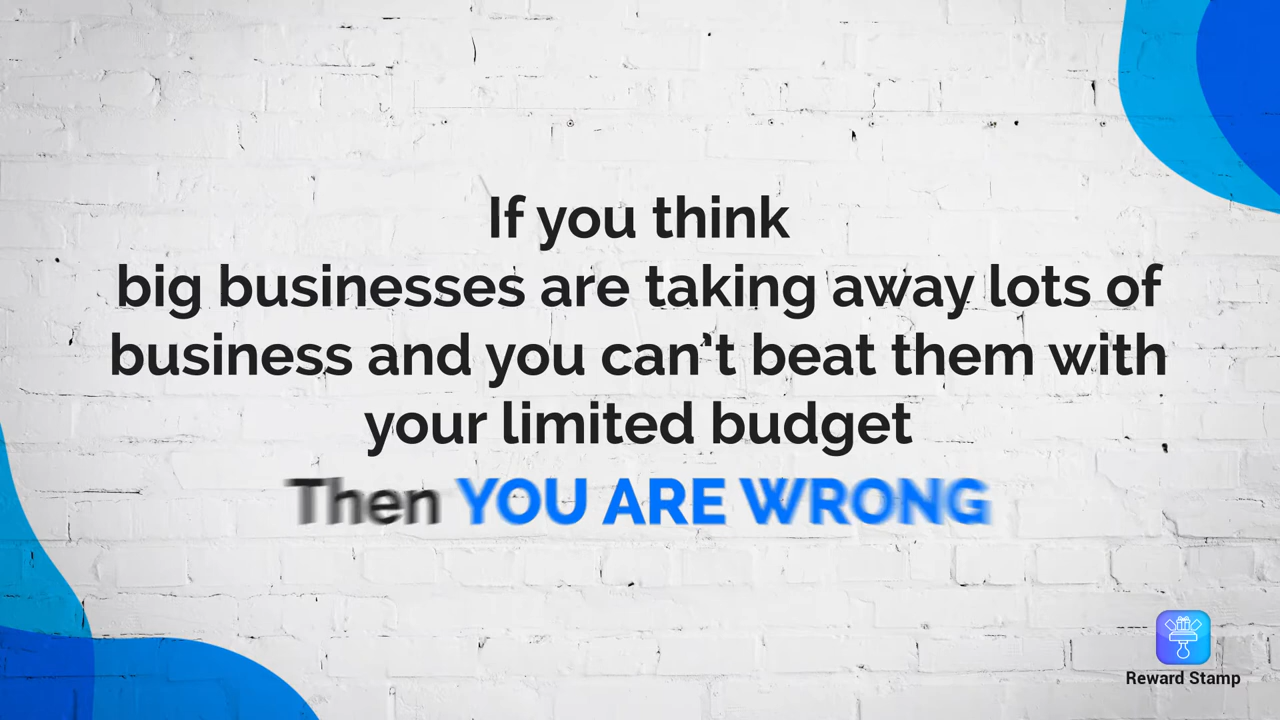 If you think
big businesses are taking away lots of
business and you can’t beat them with
your limited budget
Then YOU ARE WRONG
Reward Stamp